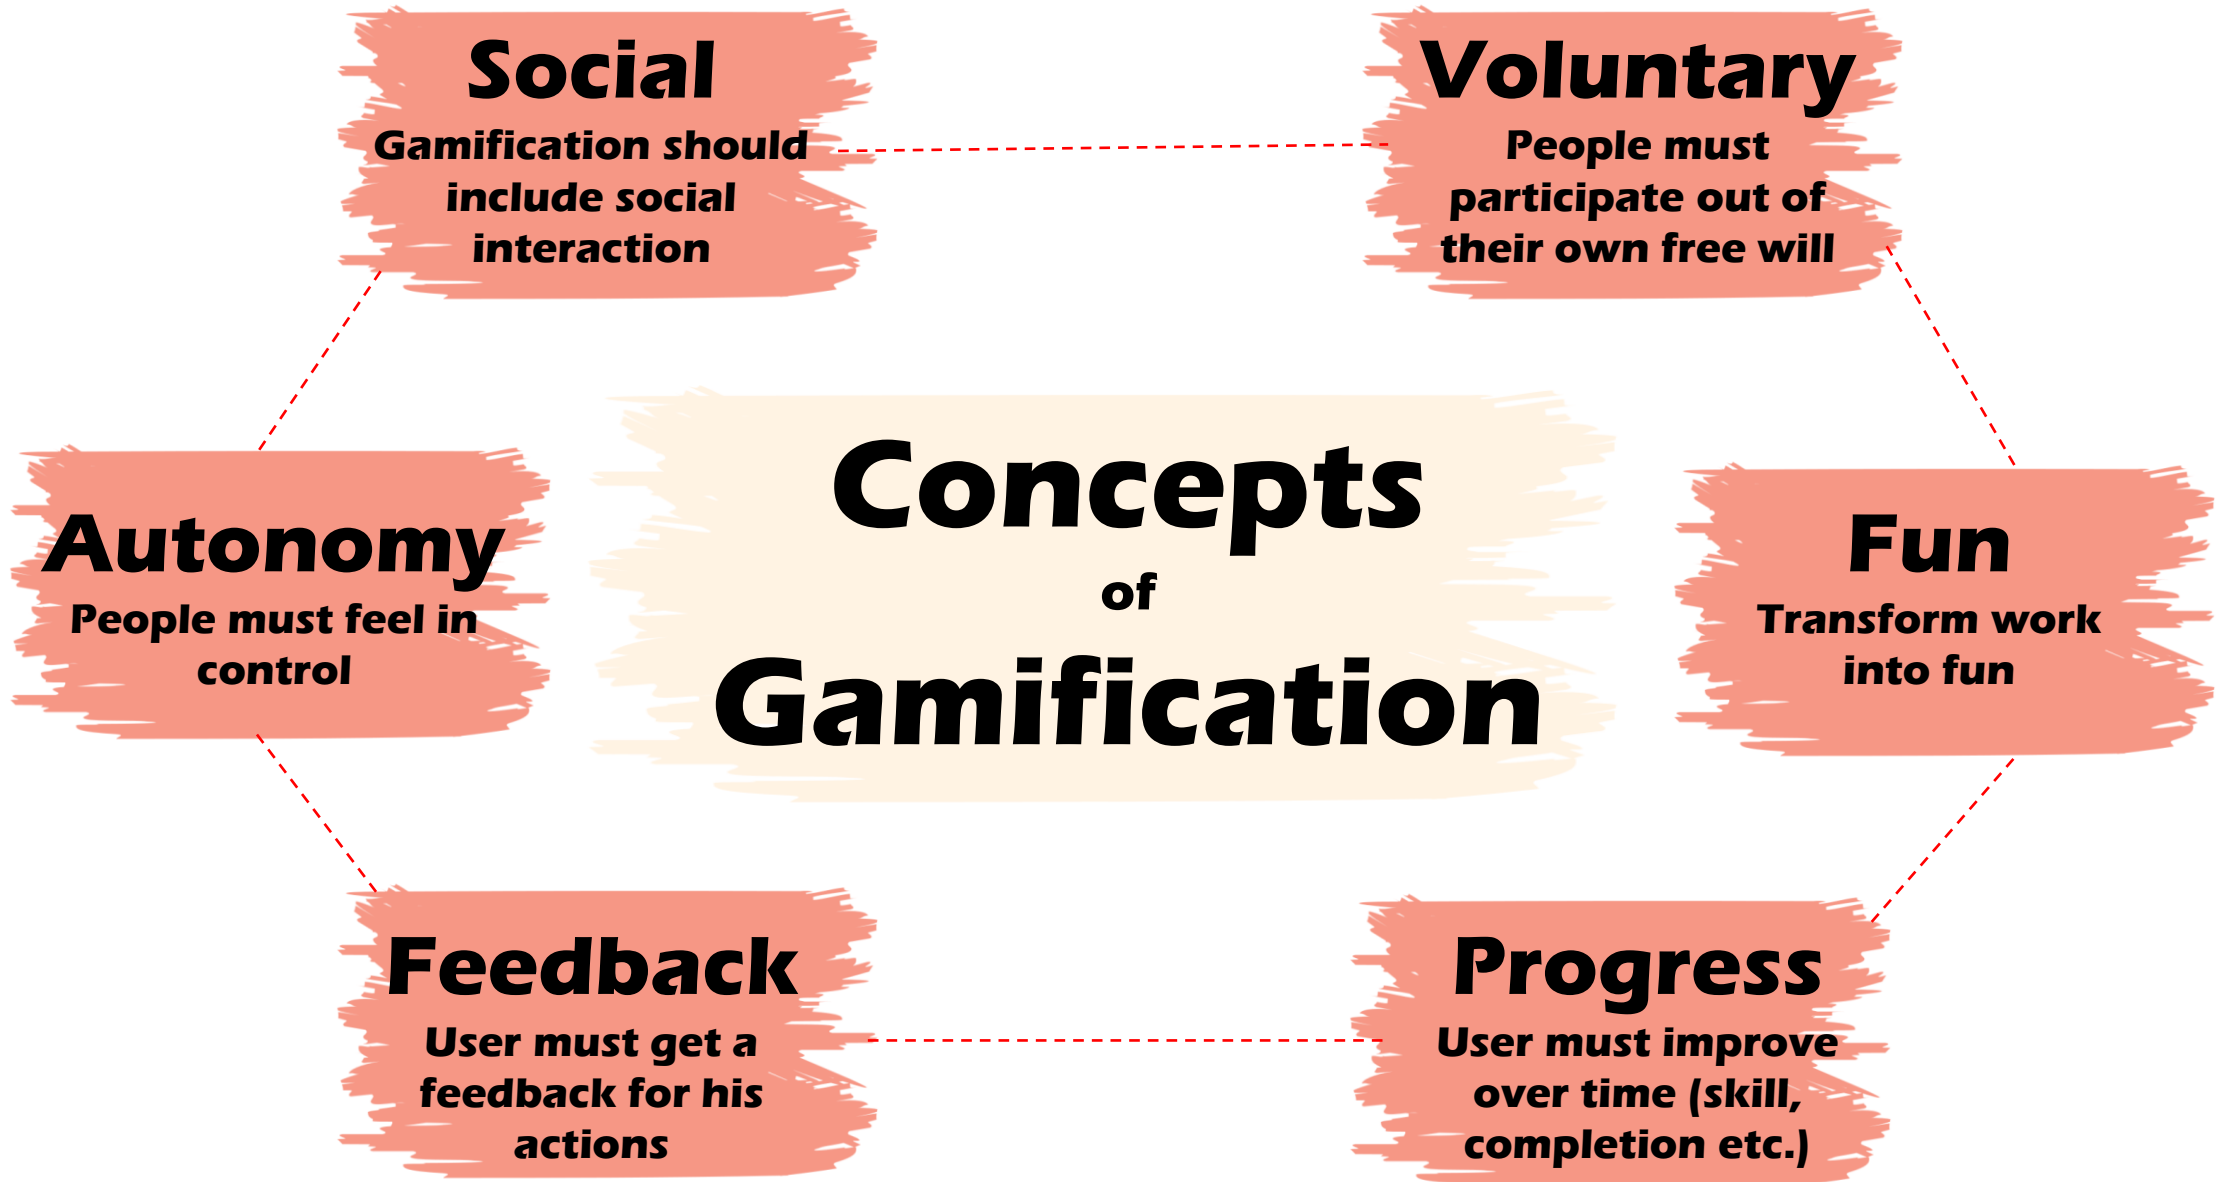 Social
Gamification should
include social
interaction
Voluntary
People must
participate out of
their own free will
Autonomy
People must feel in
control
Concepts
of
Gamification
Fun
Transform work
into fun
Feedback
User must get a
feedback for his
actions
Progress
User must improve
over time (skill,
completion etc.)